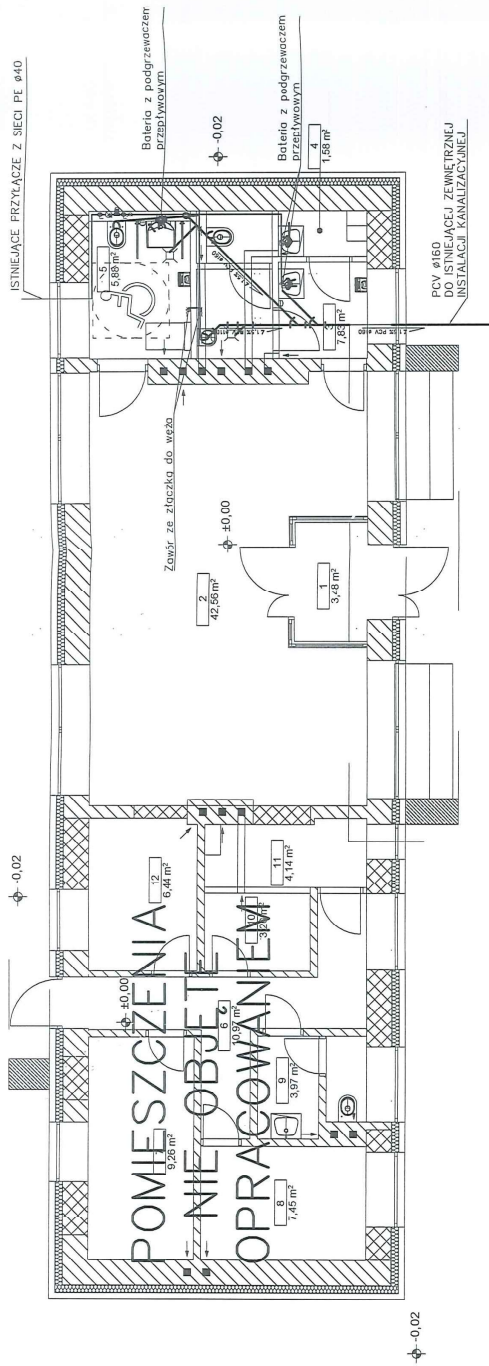 ISTNIEJĄCE PRZYŁĄCZE Z SIECI PE ø40
Bateria z podgrzewaczem
przepływowym
-0,02
Bateria z podgrzewaczem
przepływowym
4
1,58 m²
PCV ø160
DO ISTNIEJĄCEJ ZEWNĘTRZNEJ
INSTALACJI KANALIZACYJNEJ
5
5,88 m²
3
7,83 m²
Zawór ze złączką do węża
±0,00
2
42,56 m²
1
3,28 m²
-0,02
12
6,44 m²
11
4,14 m²
10
±0,00
6
10,97 m²
POMIESZCZENIA
NIE OBJĘTE
OPRACOWANIEM
9,26 m²
9
3,97 m²
8
7,45 m²
-0,02